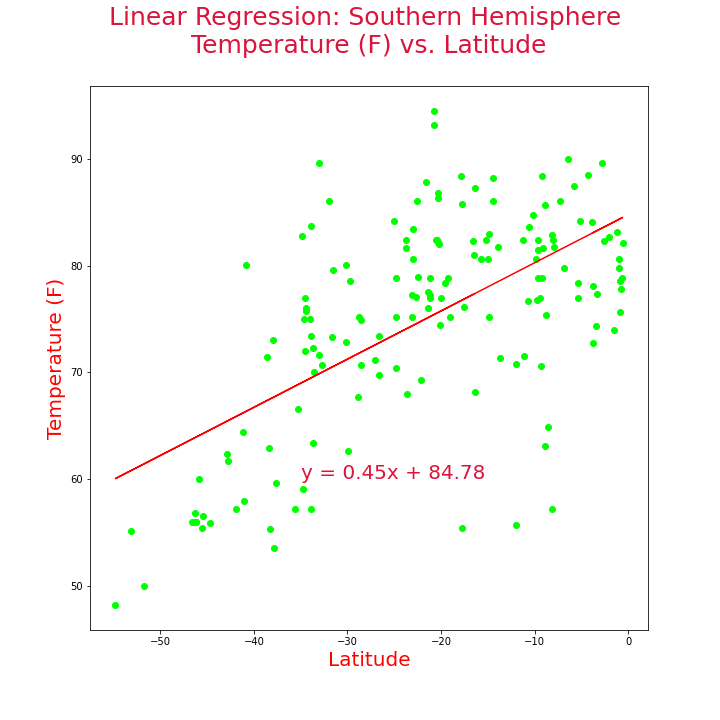 Linear Regression: Southern Hemisphere
Temperature (F) vs. Latitude
90
80
70
60
50
Temperature (F)
y = 0.45x + 84.78
−50 −40 −30 −20 −10 0
Latitude